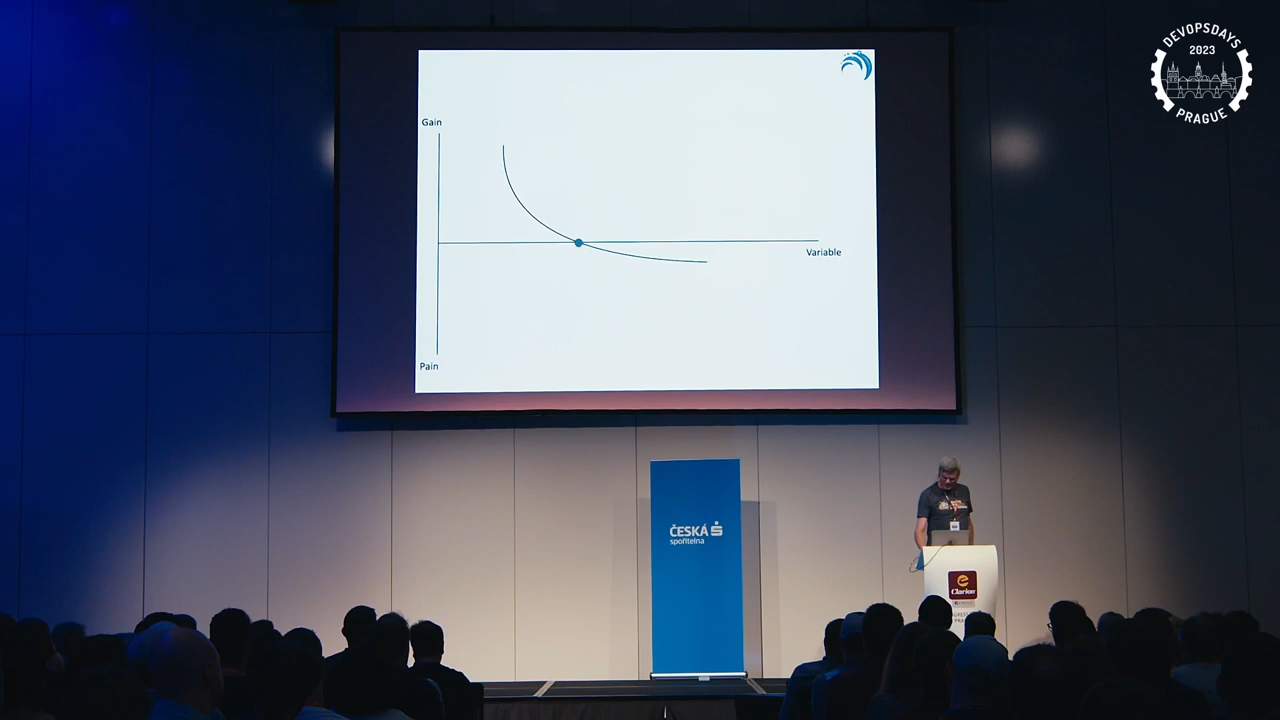 DEVOPSDAYS
2023
PRAGUE
Gain
Variable
Pain
ČESKÁ
spořitelna
Clarion